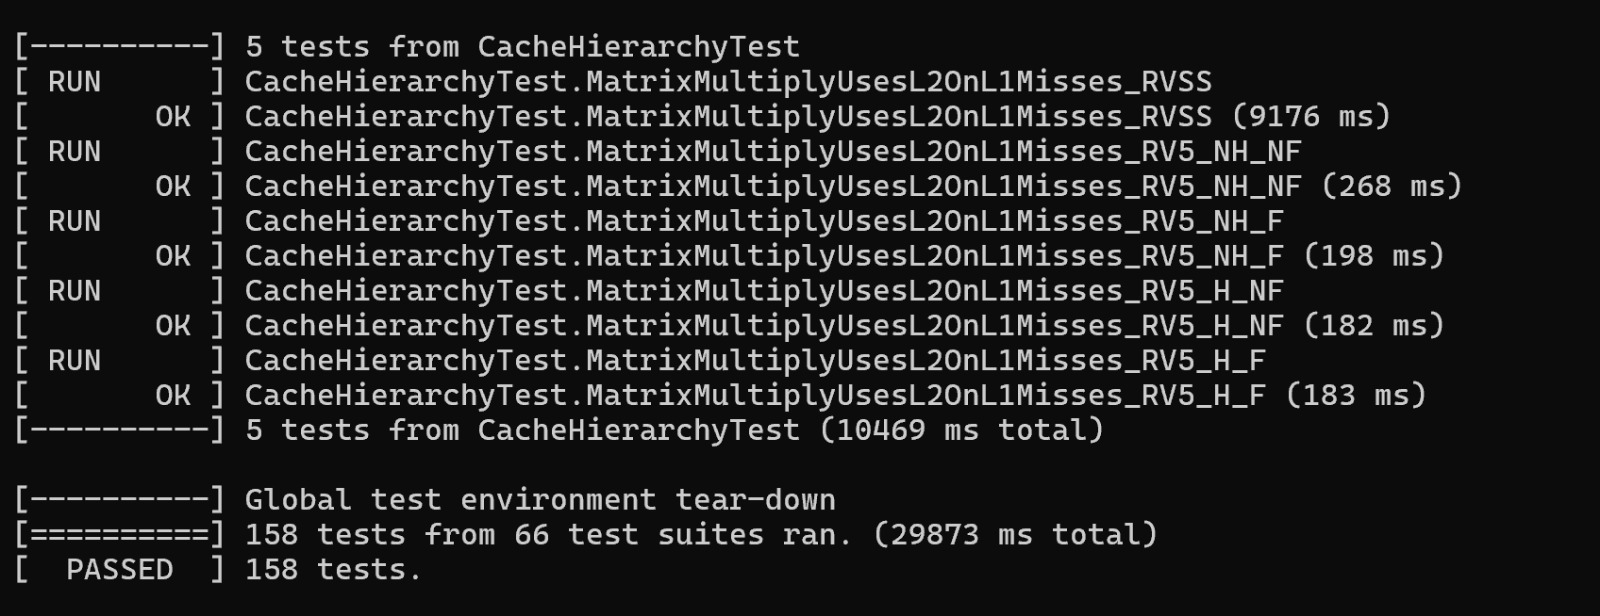 [----------] 5 tests from CacheHierarchyTest
[ RUN      ] CacheHierarchyTest.MatrixMultiplyUsesL2OnL1Misses_RVSS
[       OK ] CacheHierarchyTest.MatrixMultiplyUsesL2OnL1Misses_RVSS (9176 ms)
[ RUN      ] CacheHierarchyTest.MatrixMultiplyUsesL2OnL1Misses_RV5_NH_NF
[       OK ] CacheHierarchyTest.MatrixMultiplyUsesL2OnL1Misses_RV5_NH_NF (268 ms)
[ RUN      ] CacheHierarchyTest.MatrixMultiplyUsesL2OnL1Misses_RV5_NH_F
[       OK ] CacheHierarchyTest.MatrixMultiplyUsesL2OnL1Misses_RV5_NH_F (198 ms)
[ RUN      ] CacheHierarchyTest.MatrixMultiplyUsesL2OnL1Misses_RV5_H_NF
[       OK ] CacheHierarchyTest.MatrixMultiplyUsesL2OnL1Misses_RV5_H_NF (182 ms)
[ RUN      ] CacheHierarchyTest.MatrixMultiplyUsesL2OnL1Misses_RV5_H_F
[       OK ] CacheHierarchyTest.MatrixMultiplyUsesL2OnL1Misses_RV5_H_F (183 ms)
[----------] 5 tests from CacheHierarchyTest (10469 ms total)

[----------] Global test environment tear-down
[==========] 158 tests from 66 test suites ran. (29873 ms total)
[  PASSED  ] 158 tests.